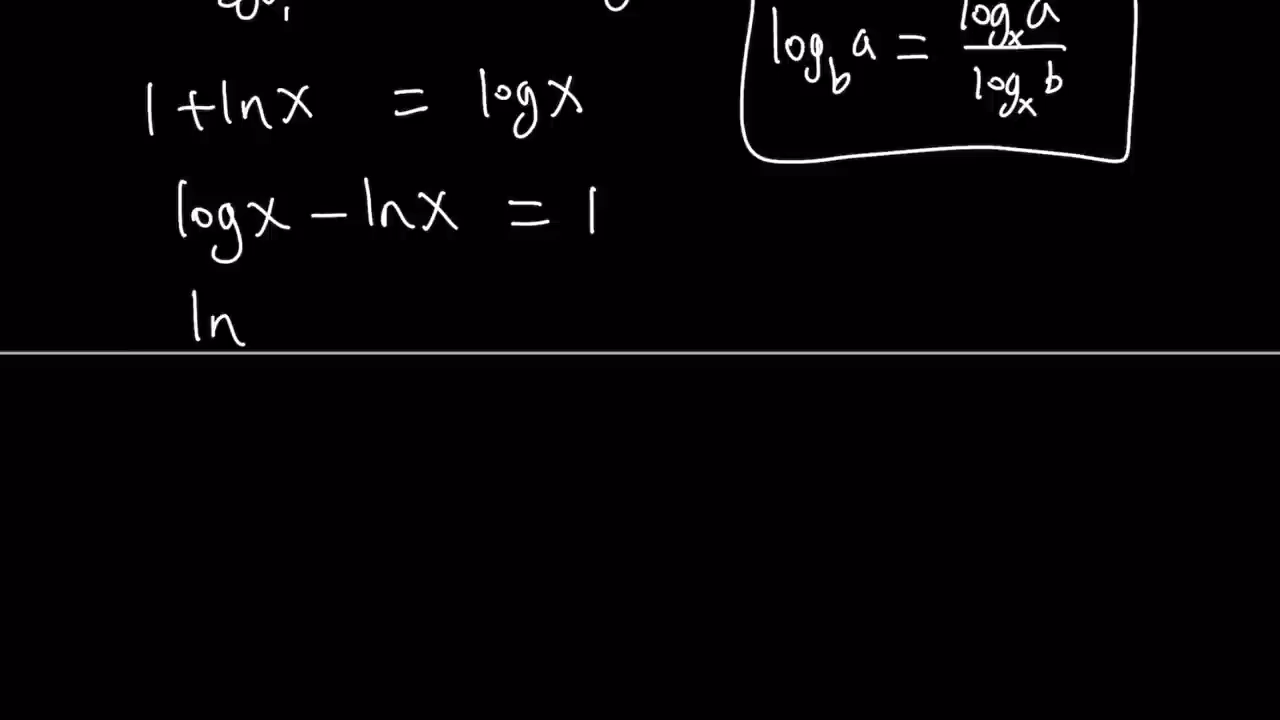 1 + ln x = log x
log_b a = log_x a / log_x b
log x - ln x = 1
ln